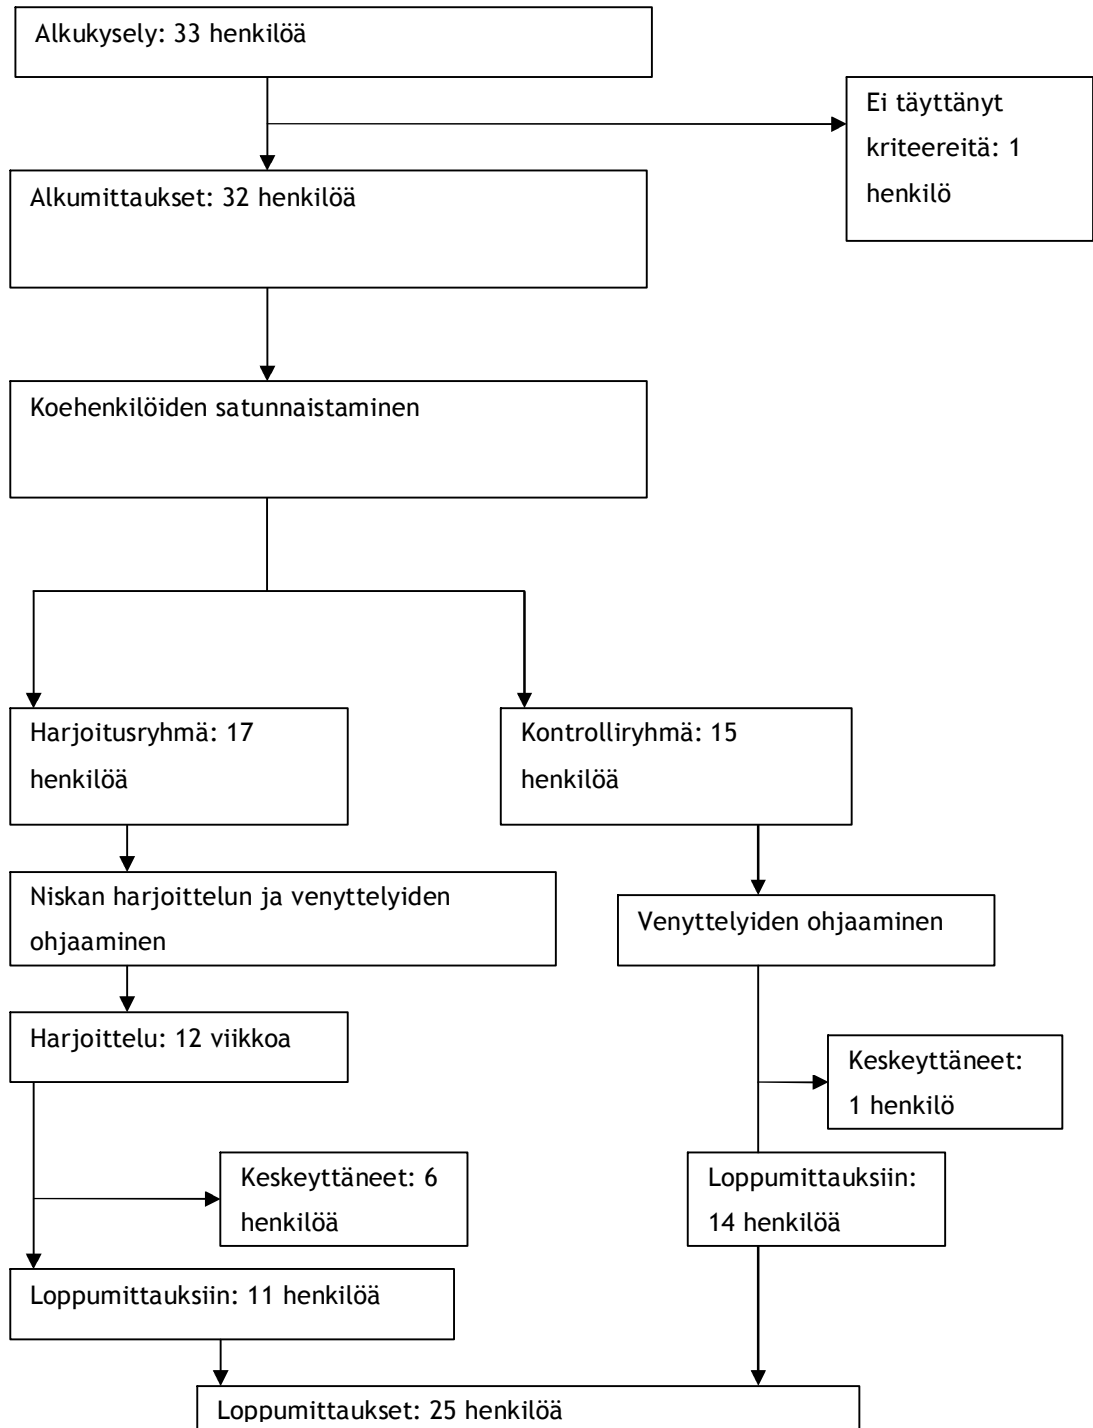 Alkukysely: 33 henkilöä
Ei täyttänyt
kriteereitä: 1
henkilö
Alkumittaukset: 32 henkilöä
Koehenkilöiden satunnaistaminen
Harjoitusryhmä: 17
henkilöä
Kontrolliryhmä: 15
henkilöä
Niskan harjoittelun ja venyttelyiden
ohjaaminen
Venyttelyiden ohjaaminen
Harjoittelu: 12 viikkoa
Keskeyttäneet:
1 henkilö
Keskeyttäneet: 6
henkilöä
Loppumittauksiin:
14 henkilöä
Loppumittauksiin: 11 henkilöä
Loppumittaukset: 25 henkilöä